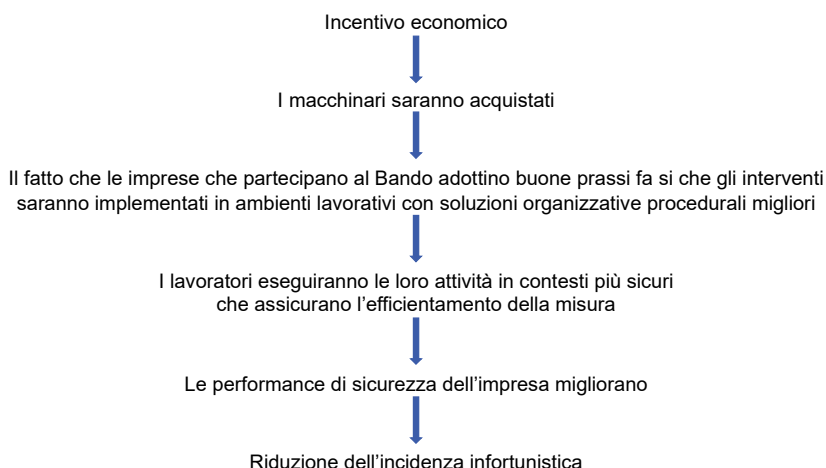 Incentivo economico
I macchinari saranno acquistati
Il fatto che le imprese che partecipano al Bando adottino buone prassi fa si che gli interventi
saranno implementati in ambienti lavorativi con soluzioni organizzative procedurali migliori
I lavoratori eseguiranno le loro attività in contesti più sicuri
che assicurano l’efficientamento della misura
Le performance di sicurezza dell’impresa migliorano
Riduzione dell’incidenza infortunistica